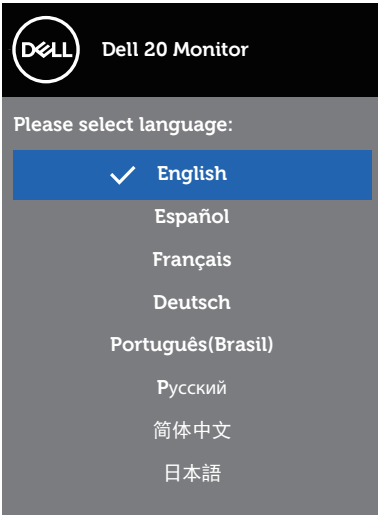 DELL
Dell 20 Monitor
Please select language:
English
Español
Français
Deutsch
Português(Brasil)
Русский
简体中文
日本語